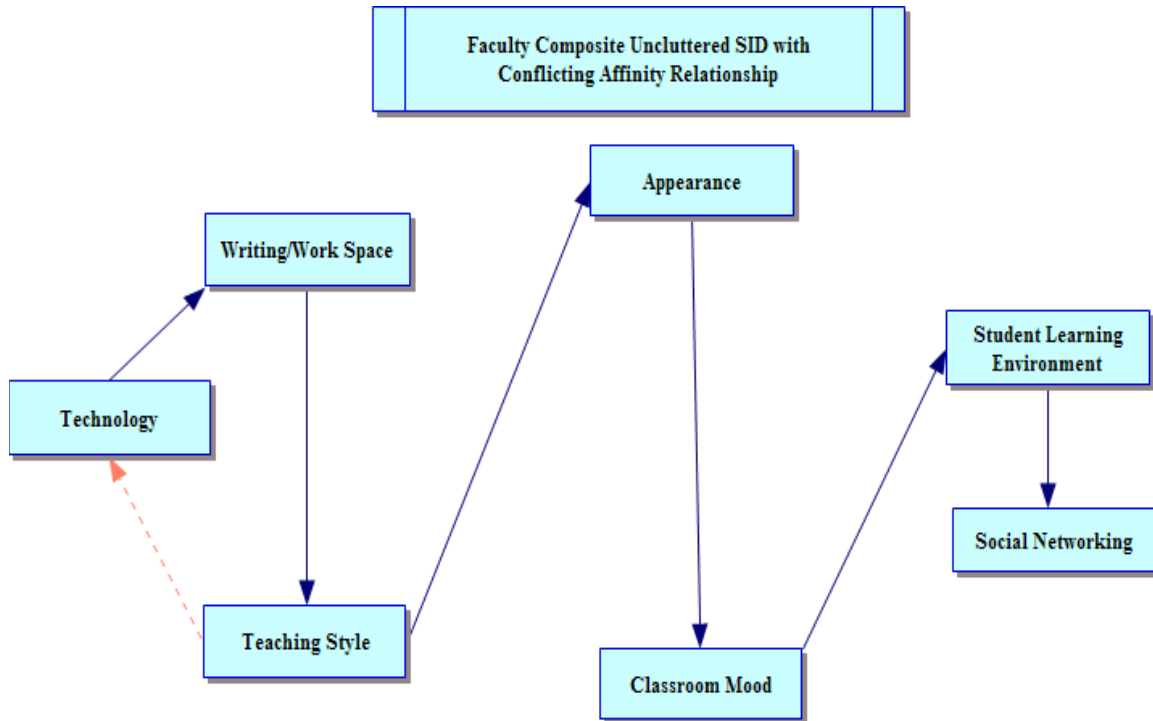 Faculty Composite Uncluttered SID with
Conflicting Affinity Relationship
Appearance
Writing/Work Space
Student Learning
Environment
Technology
Social Networking
Teaching Style
Classroom Mood